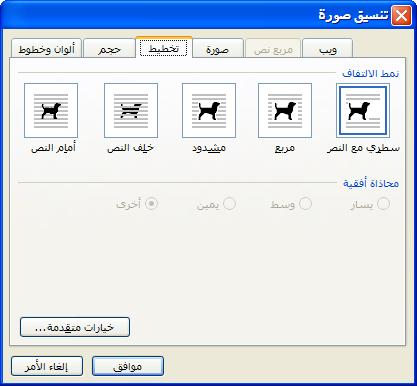 تنسيق صورة
ألوان وخطوط حجم تخطيط صورة مربع نص ويب
نمط الالتفاف
سطري مع النص مربع مشدود خلف النص أمام النص
محاذاة أفقية
يسار وسط يمين أخرى
خيارات متقدمة...
موافق إلغاء الأمر